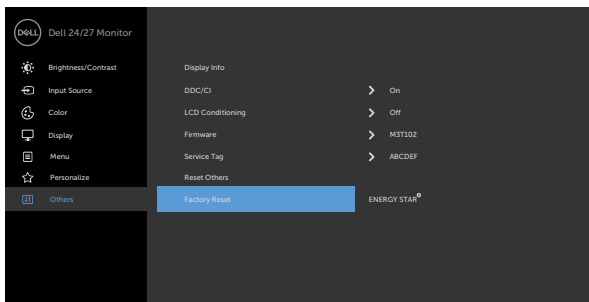 DELL Dell 24/27 Monitor
Brightness/Contrast
Input Source
Color
Display
Menu
Personalize
Others
Display Info
DDC/CI On
LCD Conditioning Off
Firmware M3T102
Service Tag ABCDEF
Reset Others
Factory Reset ENERGY STAR®